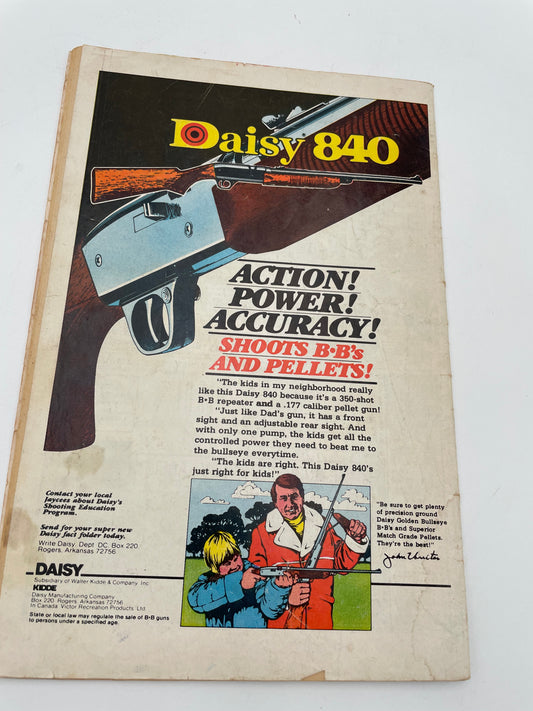 Daisy 840
ACTION!
POWER!
ACCURACY!
SHOOTS B•B's
AND PELLETS!
"The kids in my neighborhood really
like this Daisy 840 because it's a 350-shot
B•B repeater and a .177 caliber pellet gun!
"Just like Dad's gun, it has a front
sight and an adjustable rear sight. And
with only one pump, the kids get all the
controlled power they need to beat me to
the bullseye everytime.
"The kids are right. This Daisy 840's
just right for kids!"
Contact your local
Jaycees about Daisy's
Shooting Education
Program.
Send for your super new
Daisy fact folder today.
Write Daisy, Dept. DC, Box 220,
Rogers, Arkansas 72756
DAISY
Subsidiary of Walter Kidde & Company, Inc.
KIDDE
Daisy Manufacturing Company
Box 220, Rogers, Arkansas 72756
In Canada: Victor Recreation Products, Ltd.
State or local law may regulate the sale of B•B guns
to persons under a specified age.
"Be sure to get plenty
of precision ground
Daisy Golden Bullseye
B•B's and Superior
Match Grade Pellets.
They're the best!"